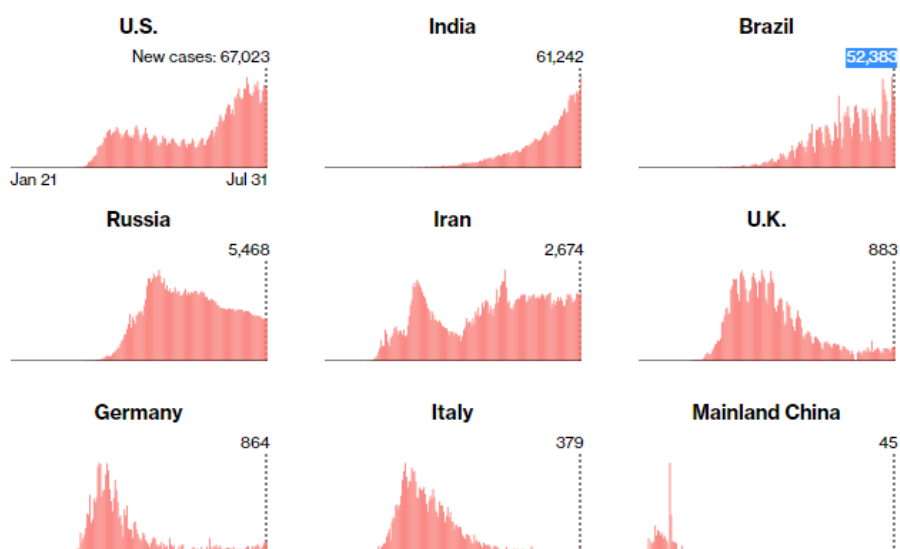 U.S.
New cases: 67,023
Jan 21
Jul 31
India
61,242
Brazil
52,383
Russia
5,468
Iran
2,674
U.K.
883
Germany
864
Italy
379
Mainland China
45